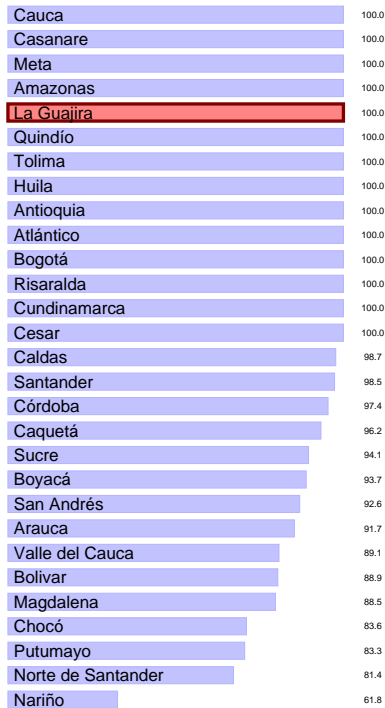 Cauca 100.0
Casanare 100.0
Meta 100.0
Amazonas 100.0
La Guajira 100.0
Quindío 100.0
Tolima 100.0
Huila 100.0
Antioquia 100.0
Atlántico 100.0
Bogotá 100.0
Risaralda 100.0
Cundinamarca 100.0
Cesar 100.0
Caldas 98.7
Santander 98.5
Córdoba 97.4
Caquetá 96.2
Sucre 94.1
Boyacá 93.7
San Andrés 92.6
Arauca 91.7
Valle del Cauca 89.1
Bolivar 88.9
Magdalena 88.5
Chocó 83.6
Putumayo 83.3
Norte de Santander 81.4
Nariño 61.8